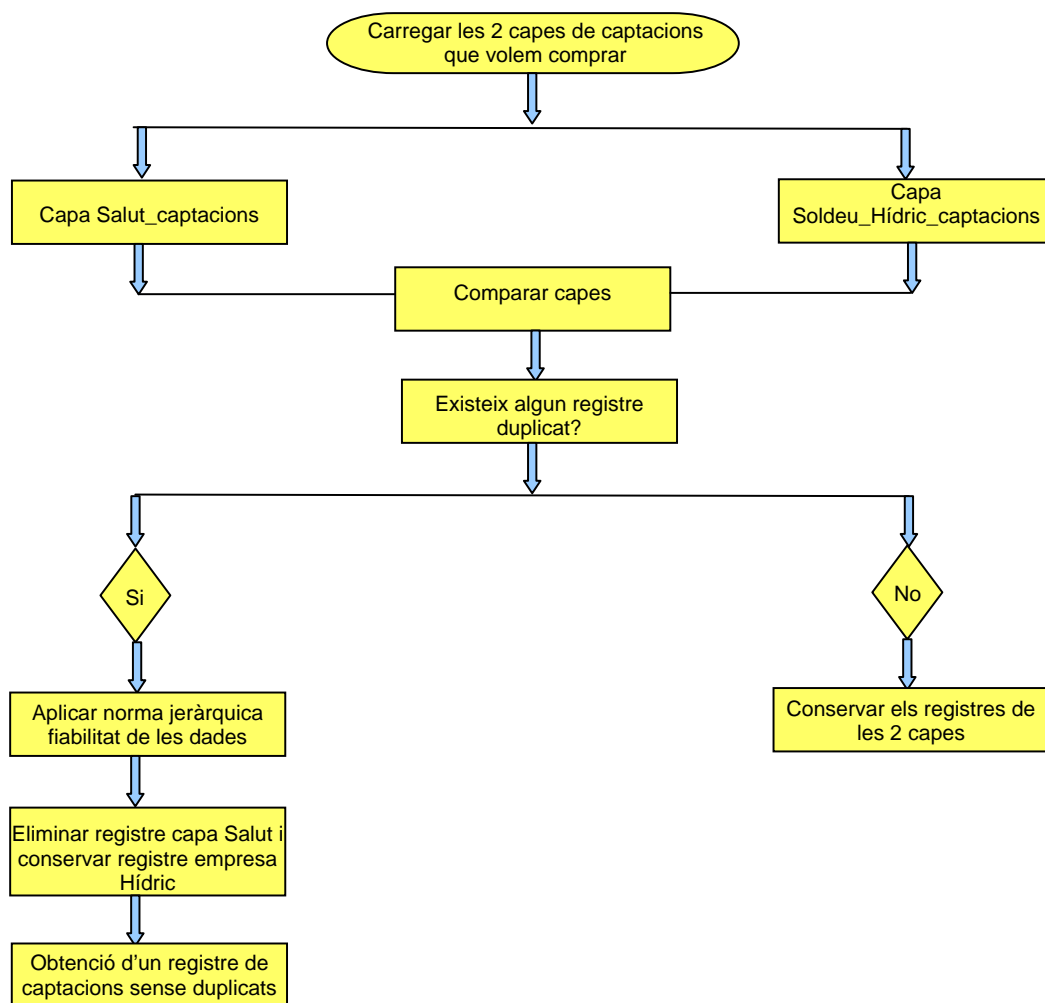 Carregar les 2 capes de captacions
que volem comprar
Capa Salut_captacions
Capa
Soldeu_Hídric_captacions
Comparar capes
Existeix algun registre
duplicat?
Si
No
Aplicar norma jeràrquica
fiabilitat de les dades
Conservar els registres de
les 2 capes
Eliminar registre capa Salut i
conservar registre empresa
Hídric
Obtenció d'un registre de
captacions sense duplicats